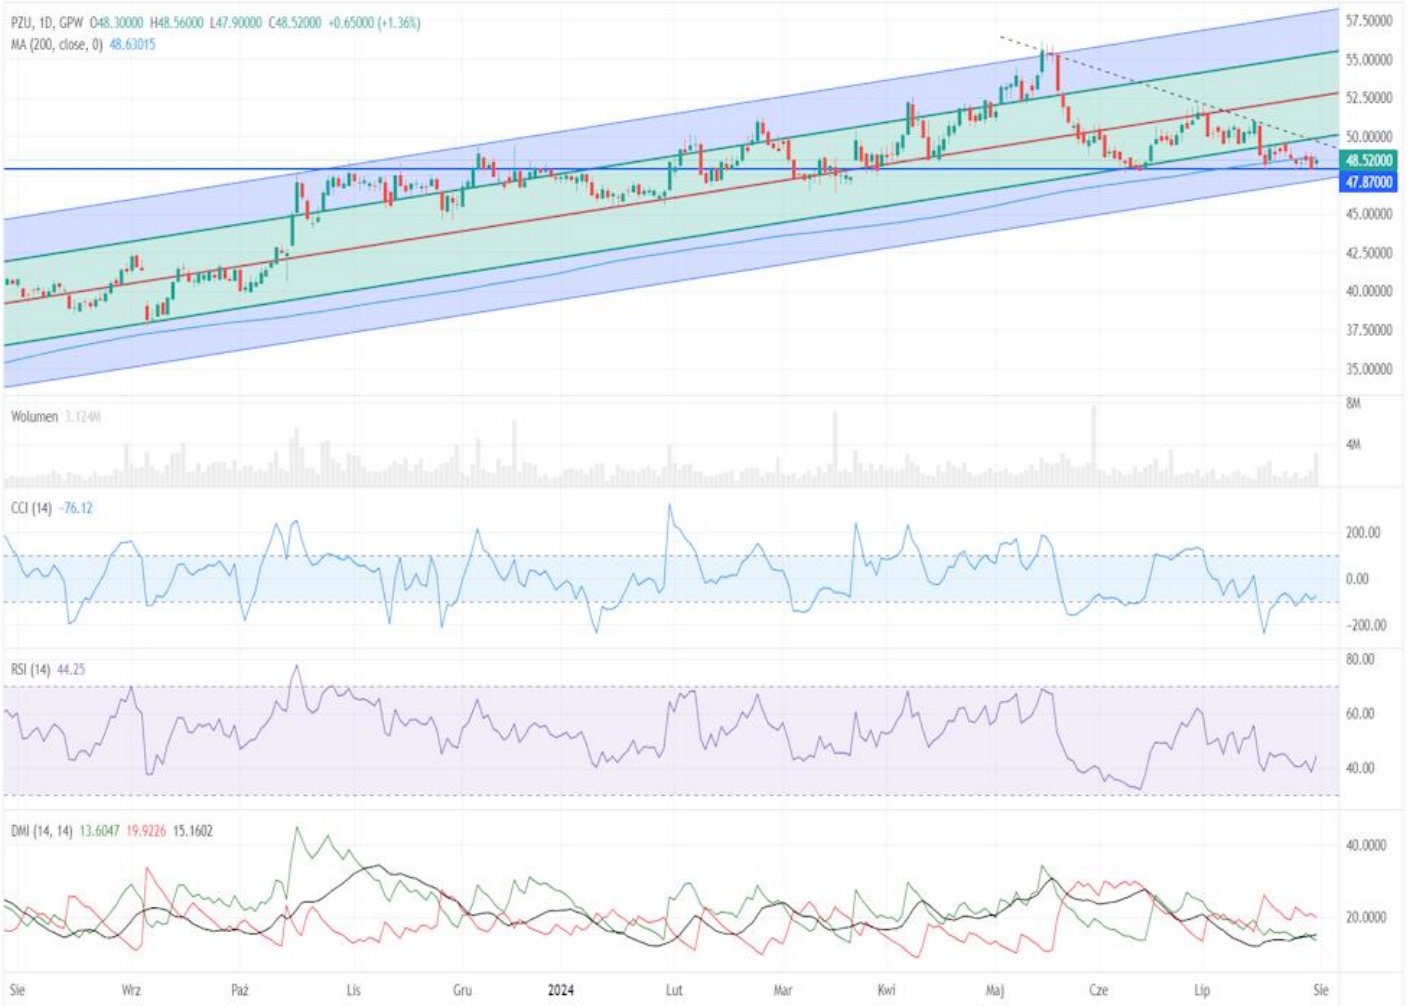 PZU, 1D, GPW O48.30000 H48.56000 L47.90000 C48.52000 +0.65000 (+1.36%)
MA (200, close, 0) 48.63015
57.50000
55.00000
52.50000
50.00000
48.52000
47.87000
45.00000
42.50000
40.00000
37.50000
35.00000
Wolumen 3.124M
8M
4M
CCI (14) -76.12
200.00
0.00
-200.00
RSI (14) 44.25
80.00
60.00
40.00
DMI (14, 14) 13.6047 19.9226 15.1602
40.0000
20.0000
Sie Wrz Paź Lis Gru 2024 Lut Mar Kwi Maj Cze Lip Sie